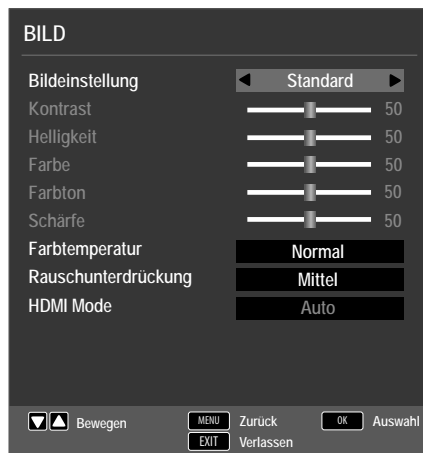 BILD
Bildeinstellung Standard
Kontrast 50
Helligkeit 50
Farbe 50
Farbton 50
Schärfe 50
Farbtemperatur Normal
Rauschunterdrückung Mittel
HDMI Mode Auto
Bewegen MENU Zurück OK Auswahl
EXIT Verlassen